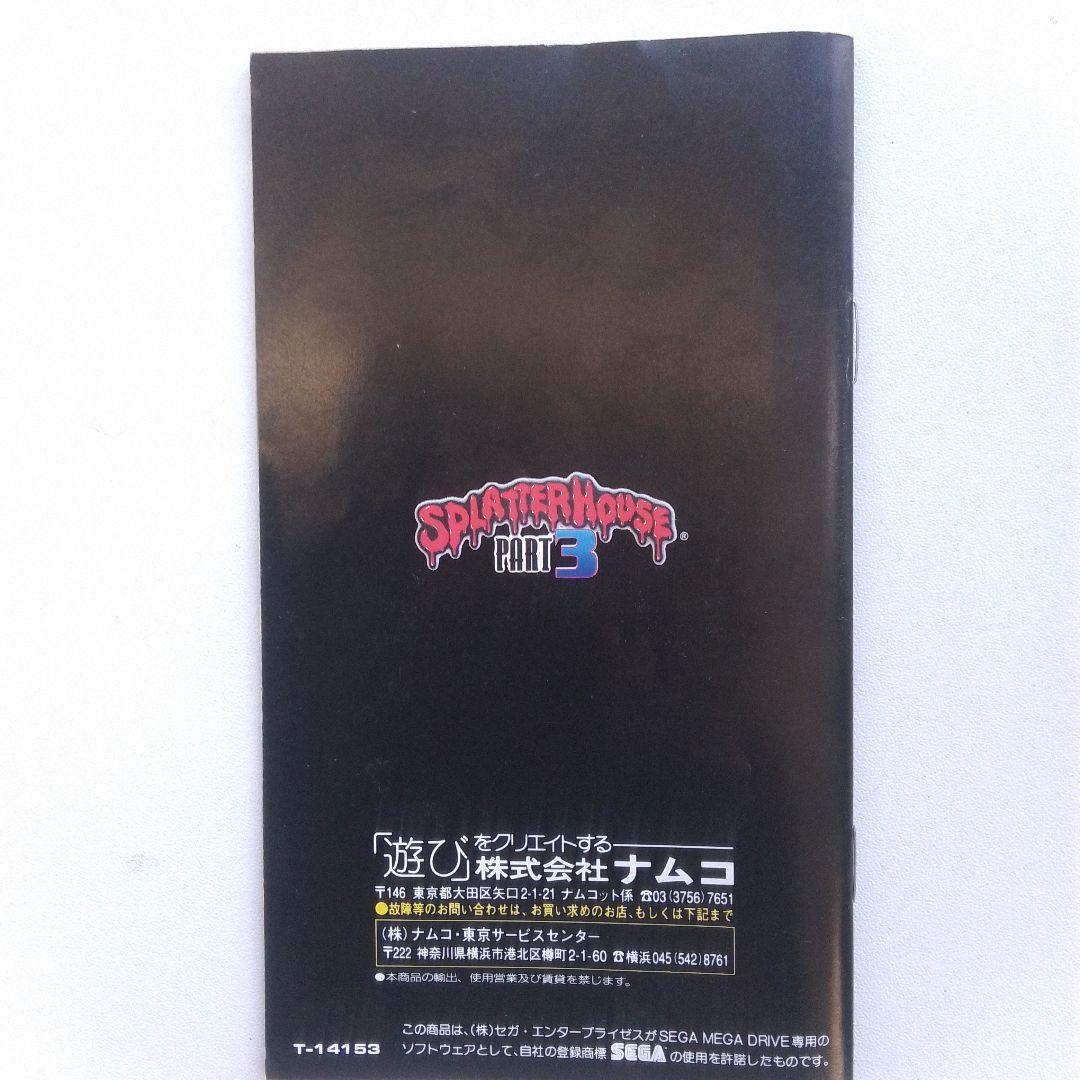 SPLATTERHOUSE ®
PART 3
「遊び」をクリエイトする
株式会社ナムコ
〒146 東京都大田区矢口2-1-21 ナムコット係 ☎03(3756)7651
●故障等のお問い合わせは、お買い求めのお店、もしくは下記まで
(株)ナムコ・東京サービスセンター
〒222 神奈川県横浜市港北区樽町2-1-60 ☎横浜045(542)8761
●本商品の輸出、使用営業及び賃貸を禁じます。
この商品は、(株)セガ・エンタープライゼスがSEGA MEGA DRIVE専用の
ソフトウェアとして、自社の登録商標 SEGA の使用を許諾したものです。
T-14153